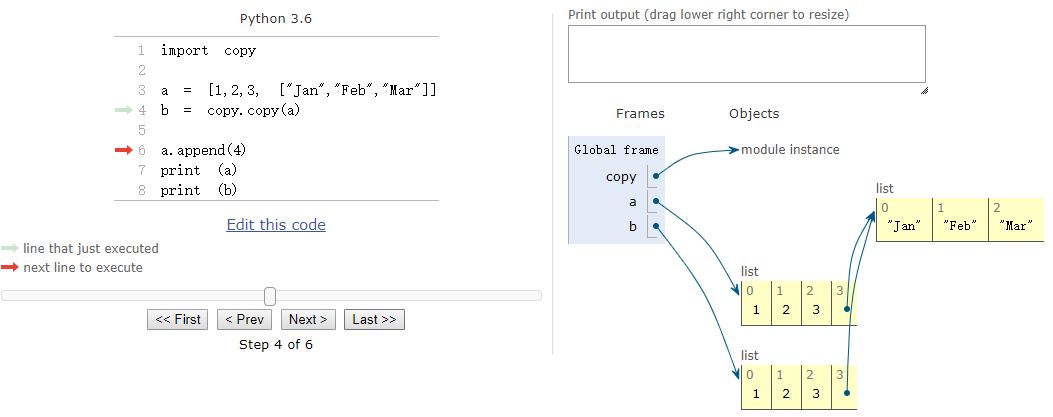 Python 3.6
1 import copy
2
3 a = [1,2,3, ["Jan","Feb","Mar"]]
4 b = copy.copy(a)
5
6 a.append(4)
7 print (a)
8 print (b)
Edit this code
line that just executed
next line to execute
<< First < Prev Next > Last >>
Step 4 of 6
Print output (drag lower right corner to resize)
Frames Objects
Global frame
copy
a
b
module instance
list
0 1 2
"Jan" "Feb" "Mar"
list
0 1 2 3
1 2 3
list
0 1 2 3
1 2 3